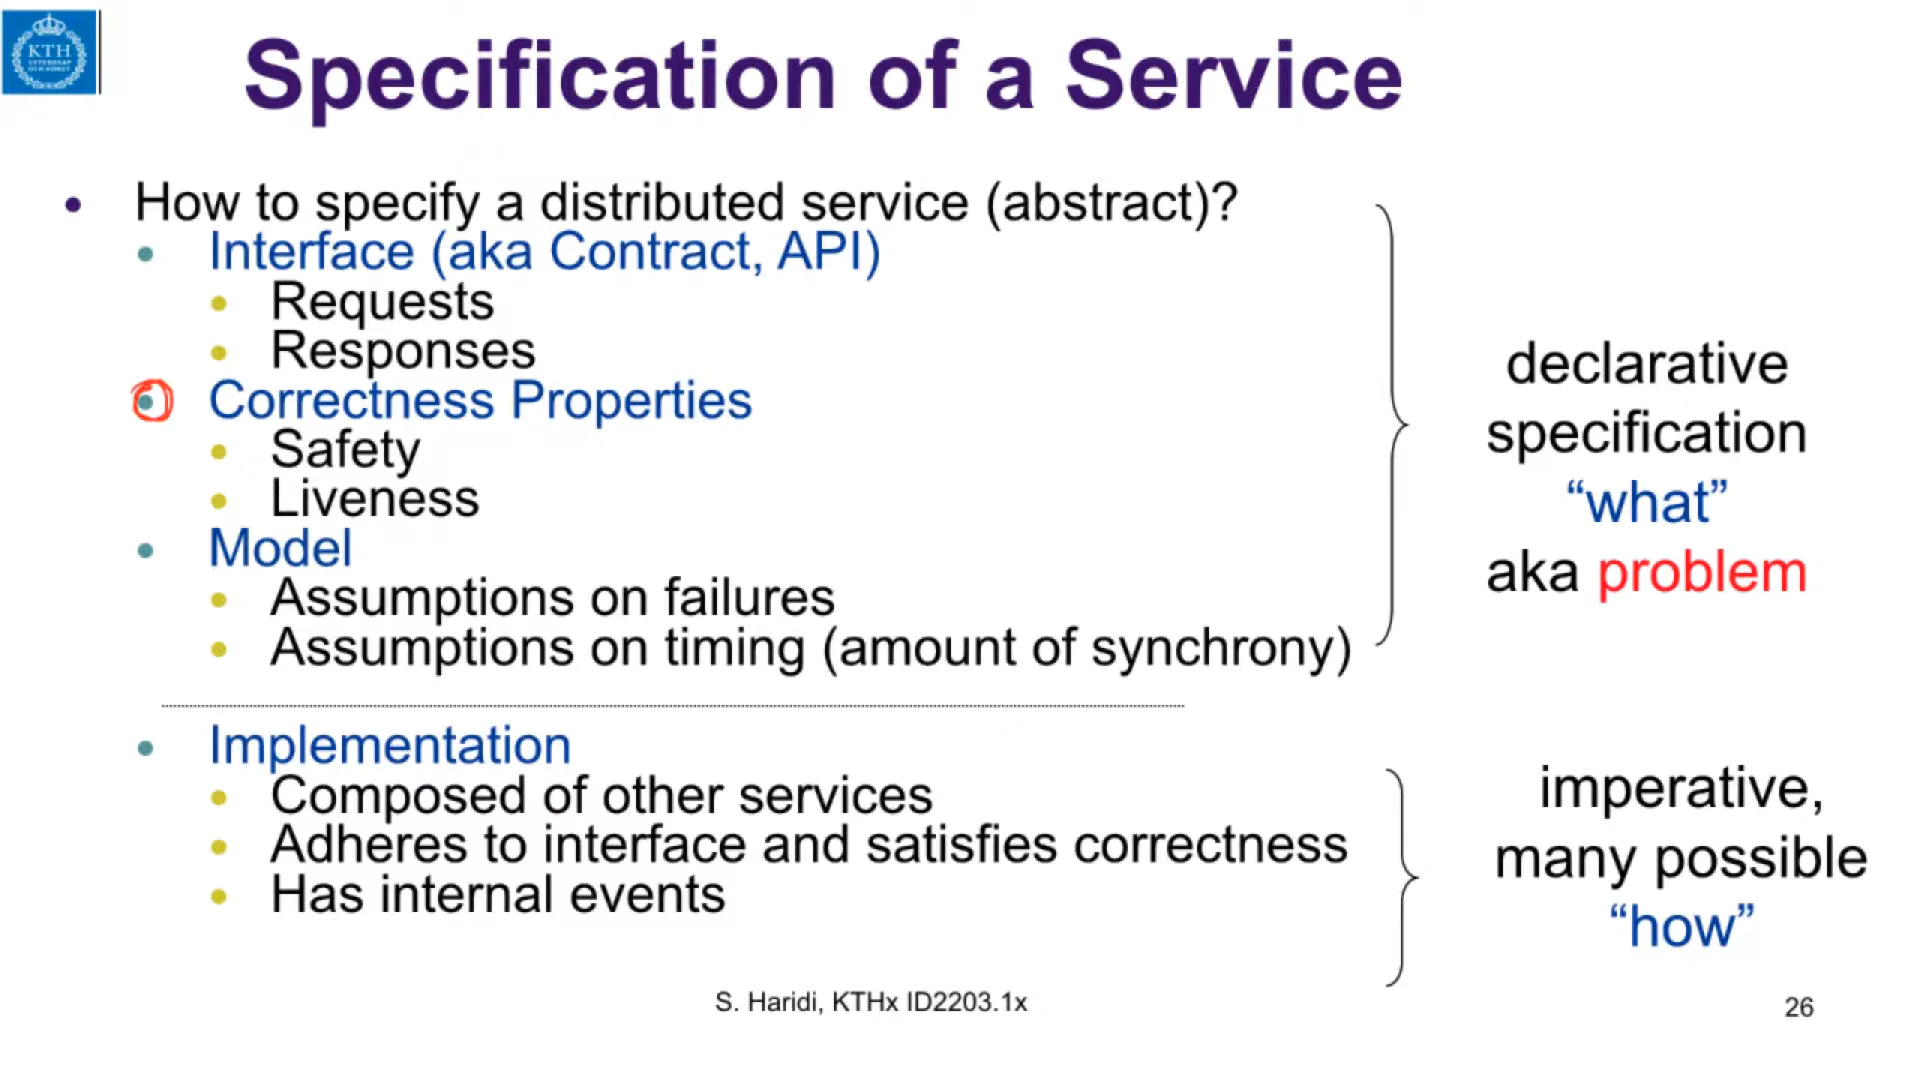 KTH
Specification of a Service
How to specify a distributed service (abstract)?
Interface (aka Contract, API)
Requests
Responses
Correctness Properties
Safety
Liveness
Model
Assumptions on failures
Assumptions on timing (amount of synchrony)
declarative
specification
“what”
aka problem
Implementation
Composed of other services
Adheres to interface and satisfies correctness
Has internal events
imperative,
many possible
“how”
S. Haridi, KTHx ID2203.1x
26